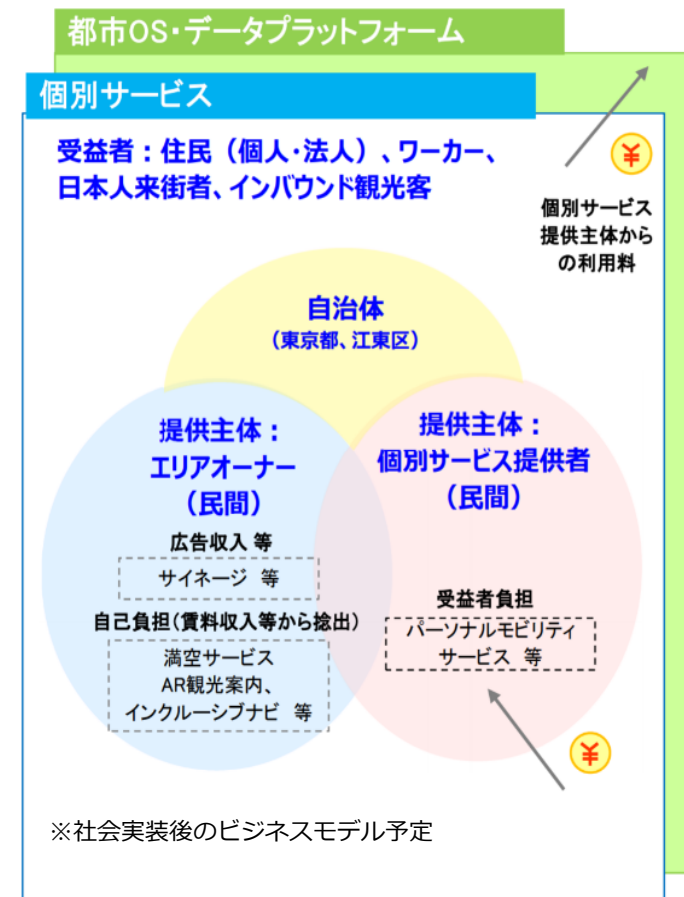 都市OS・データプラットフォーム
個別サービス
受益者：住民（個人・法人）、ワーカー、
日本人来街者、インバウンド観光客
¥
個別サービス
提供主体から
の利用料
自治体
（東京都、江東区）
提供主体：
エリアオーナー
（民間）
広告収入 等
サイネージ 等
自己負担（賃料収入等から捻出）
満空サービス
AR観光案内、
インクルーシブナビ 等
提供主体：
個別サービス提供者
（民間）
受益者負担
パーソナルモビリティ
サービス 等
¥
※社会実装後のビジネスモデル予定